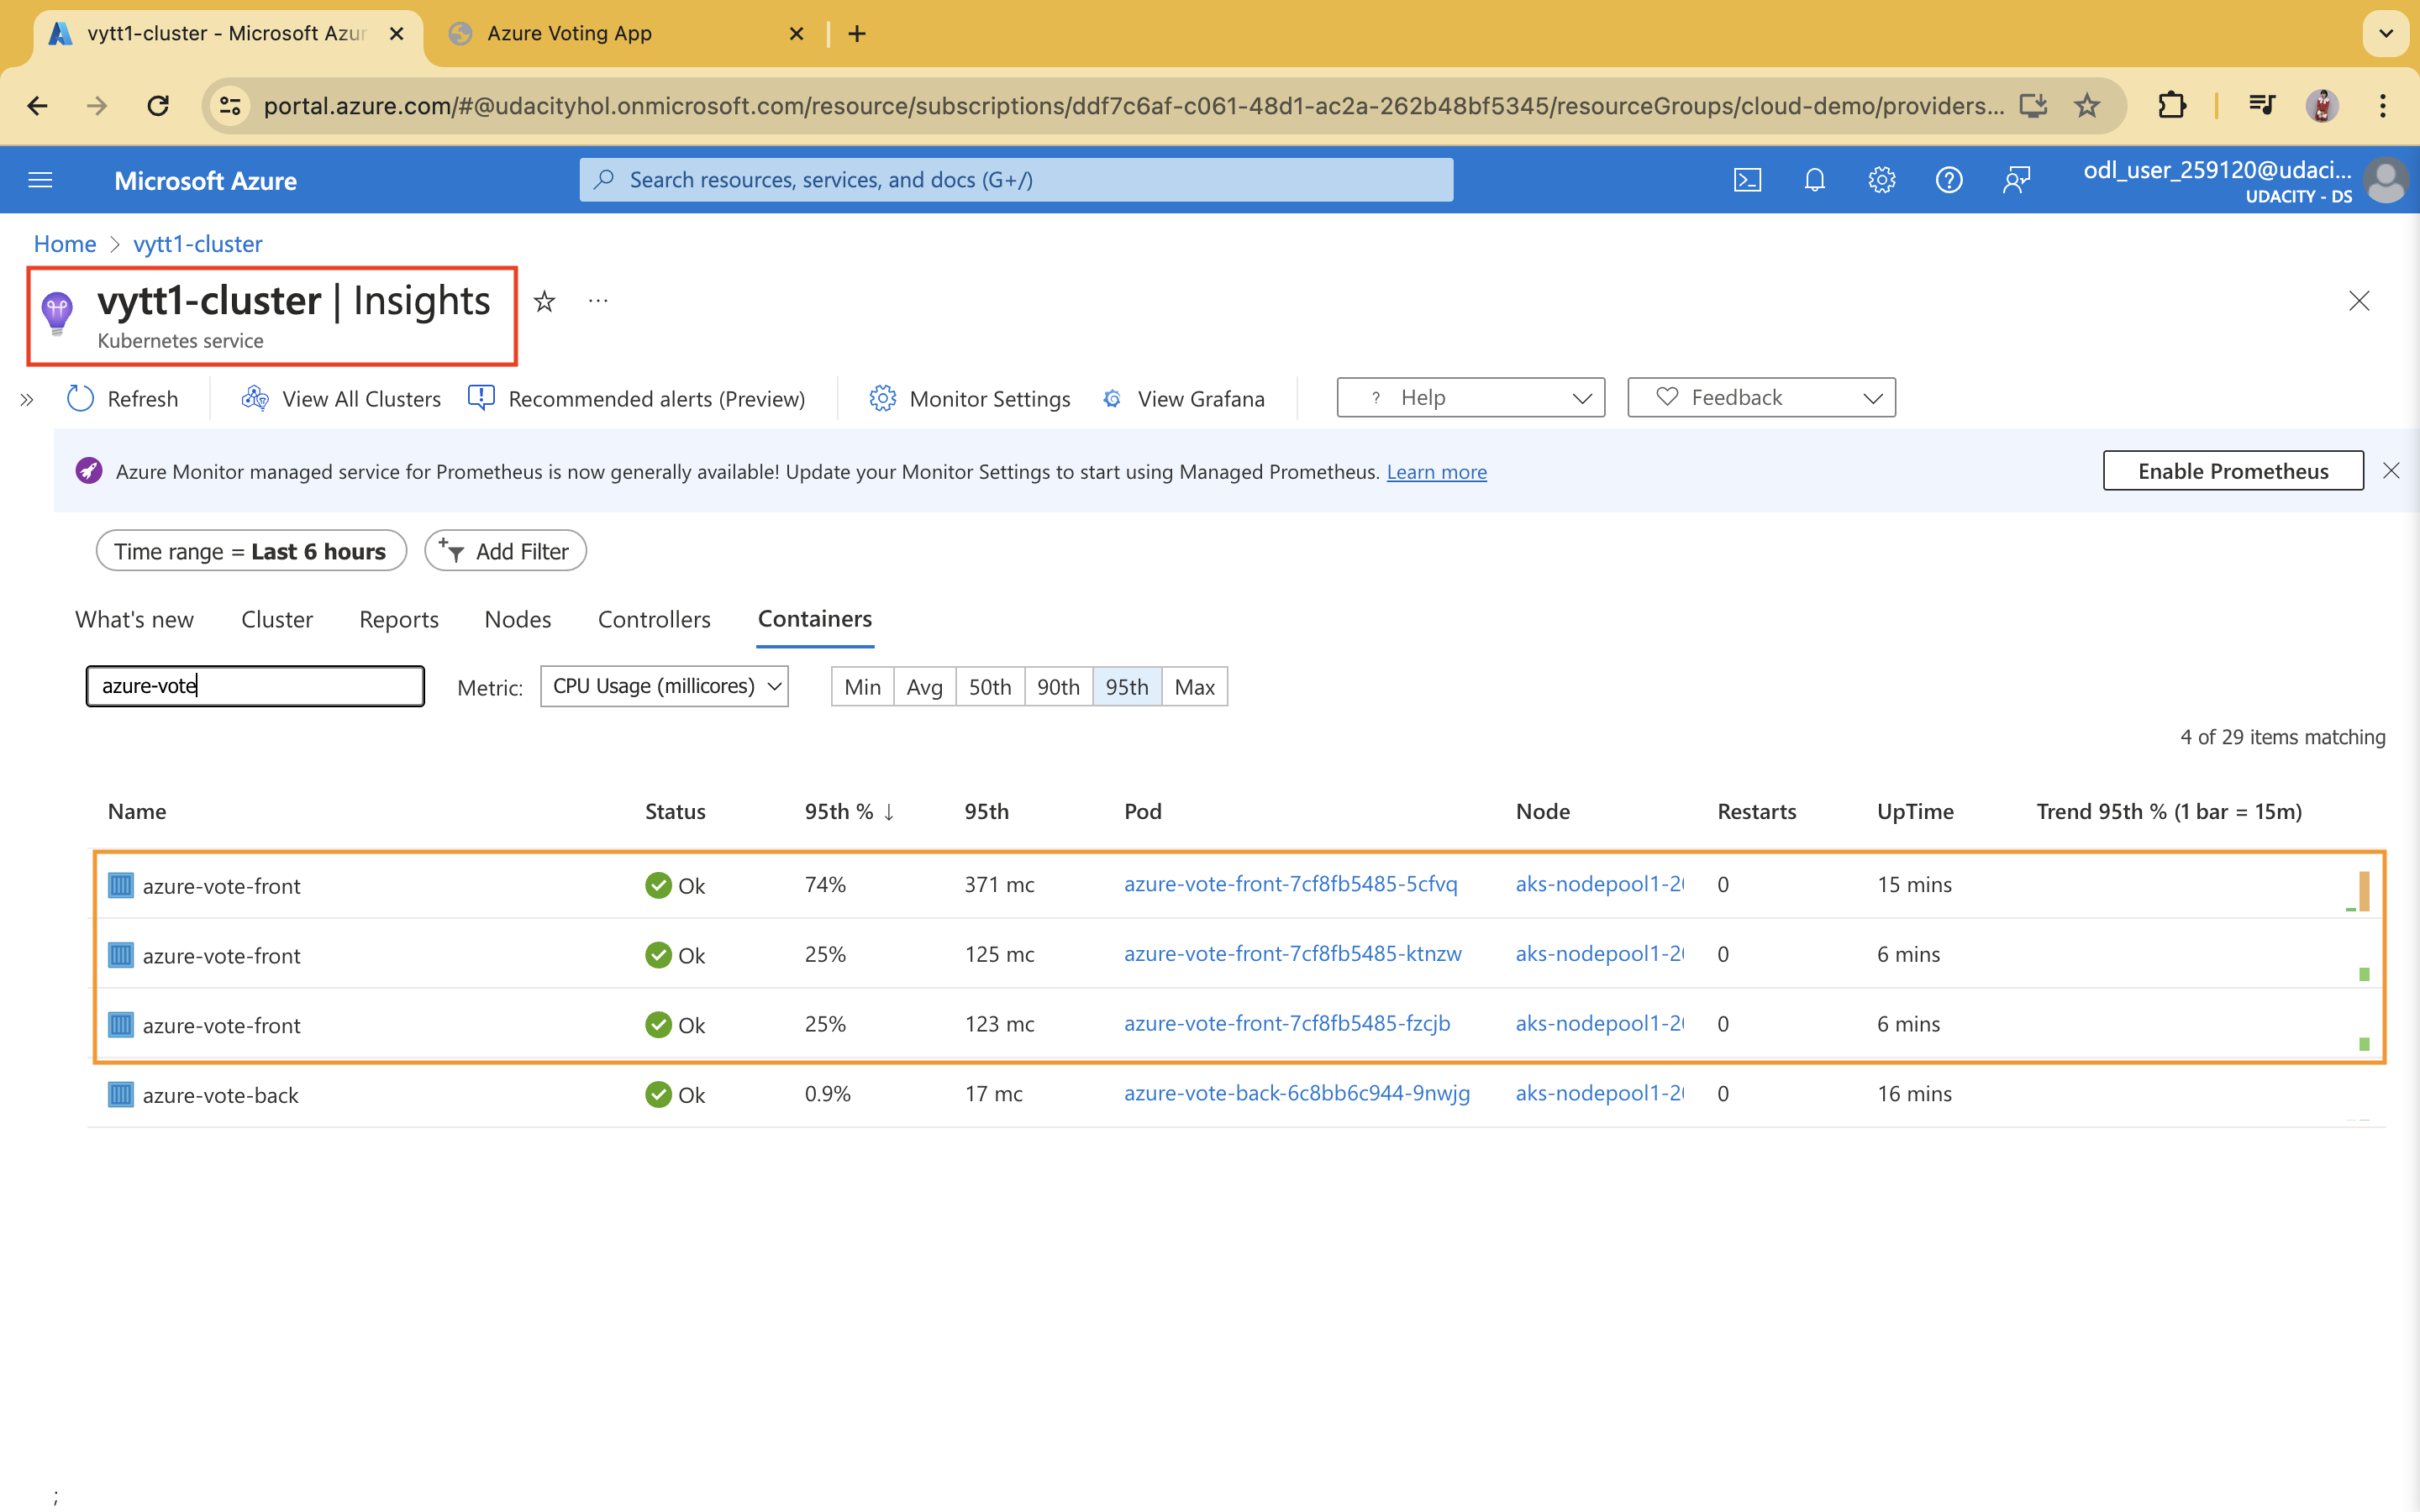 vytt1-cluster - Microsoft Azur
Azure Voting App
portal.azure.com/#@udacityhol.onmicrosoft.com/resource/subscriptions/ddf7c6af-c061-48d1-ac2a-262b48bf5345/resourceGroups/cloud-demo/providers...
Microsoft Azure
Search resources, services, and docs (G+/)
odl_user_259120@udaci...
UDACITY - DS
Home > vytt1-cluster
vytt1-cluster | Insights
Kubernetes service
Refresh View All Clusters Recommended alerts (Preview) Monitor Settings View Grafana ? Help Feedback
Azure Monitor managed service for Prometheus is now generally available! Update your Monitor Settings to start using Managed Prometheus. Learn more Enable Prometheus
Time range = Last 6 hours Add Filter
What's new Cluster Reports Nodes Controllers Containers
azure-vote Metric: CPU Usage (millicores) Min Avg 50th 90th 95th Max
4 of 29 items matching
Name Status 95th % ↓ 95th Pod Node Restarts UpTime Trend 95th % (1 bar = 15m)
azure-vote-front Ok 74% 371 mc azure-vote-front-7cf8fb5485-5cfvq aks-nodepool1-20 0 15 mins
azure-vote-front Ok 25% 125 mc azure-vote-front-7cf8fb5485-ktnzw aks-nodepool1-20 0 6 mins
azure-vote-front Ok 25% 123 mc azure-vote-front-7cf8fb5485-fzcjb aks-nodepool1-20 0 6 mins
azure-vote-back Ok 0.9% 17 mc azure-vote-back-6c8bb6c944-9nwjg aks-nodepool1-20 0 16 mins
;